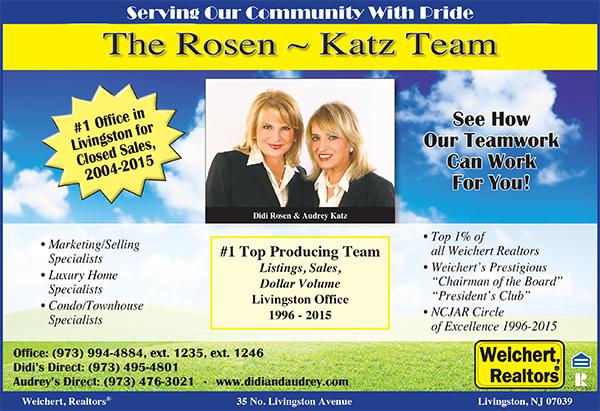 Serving Our Community With Pride
The Rosen ~ Katz Team
#1 Office in
Livingston for
Closed Sales,
2004-2015
Didi Rosen & Audrey Katz
See How
Our Teamwork
Can Work
For You!
• Marketing/Selling
Specialists
• Luxury Home
Specialists
• Condo/Townhouse
Specialists
#1 Top Producing Team
Listings, Sales,
Dollar Volume
Livingston Office
1996 - 2015
• Top 1% of
all Weichert Realtors
• Weichert's Prestigious
"Chairman of the Board"
"President's Club"
• NCJAR Circle
of Excellence 1996-2015
Office: (973) 994-4884, ext. 1235, ext. 1246
Didi's Direct: (973) 495-4801
Audrey's Direct: (973) 476-3021 · www.didiandaudrey.com
Weichert,
Realtors®
R
Weichert, Realtors® 35 No. Livingston Avenue Livingston, NJ 07039